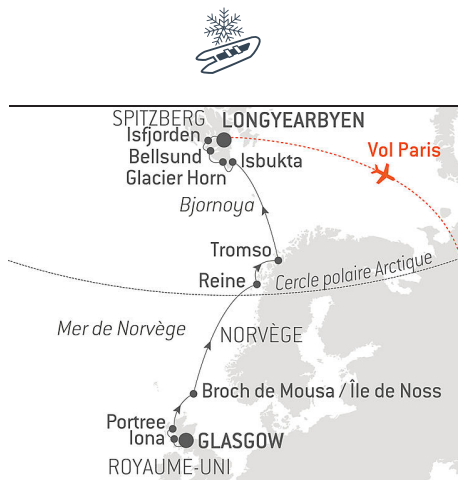 SPITZBERG
LONGYEARBYEN
Isfjorden
Vol Paris
Bellsund
Isbukta
Glacier Horn
Bjornoya
Tromso
Cercle polaire Arctique
Reine
Mer de Norvège
NORVÈGE
Broch de Mousa / Île de Noss
Portree
Iona
GLASGOW
ROYAUME-UNI